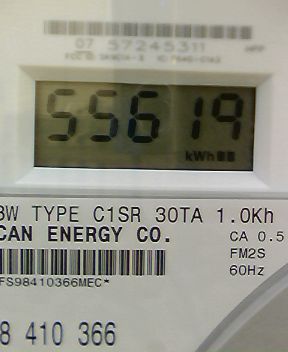 07 57245311
55619
kWh
3W TYPE C1SR 30TA 1.0Kh
CAN ENERGY CO.
CA 0.5
FM2S
60Hz
FS98410366MEC*
8 410 366